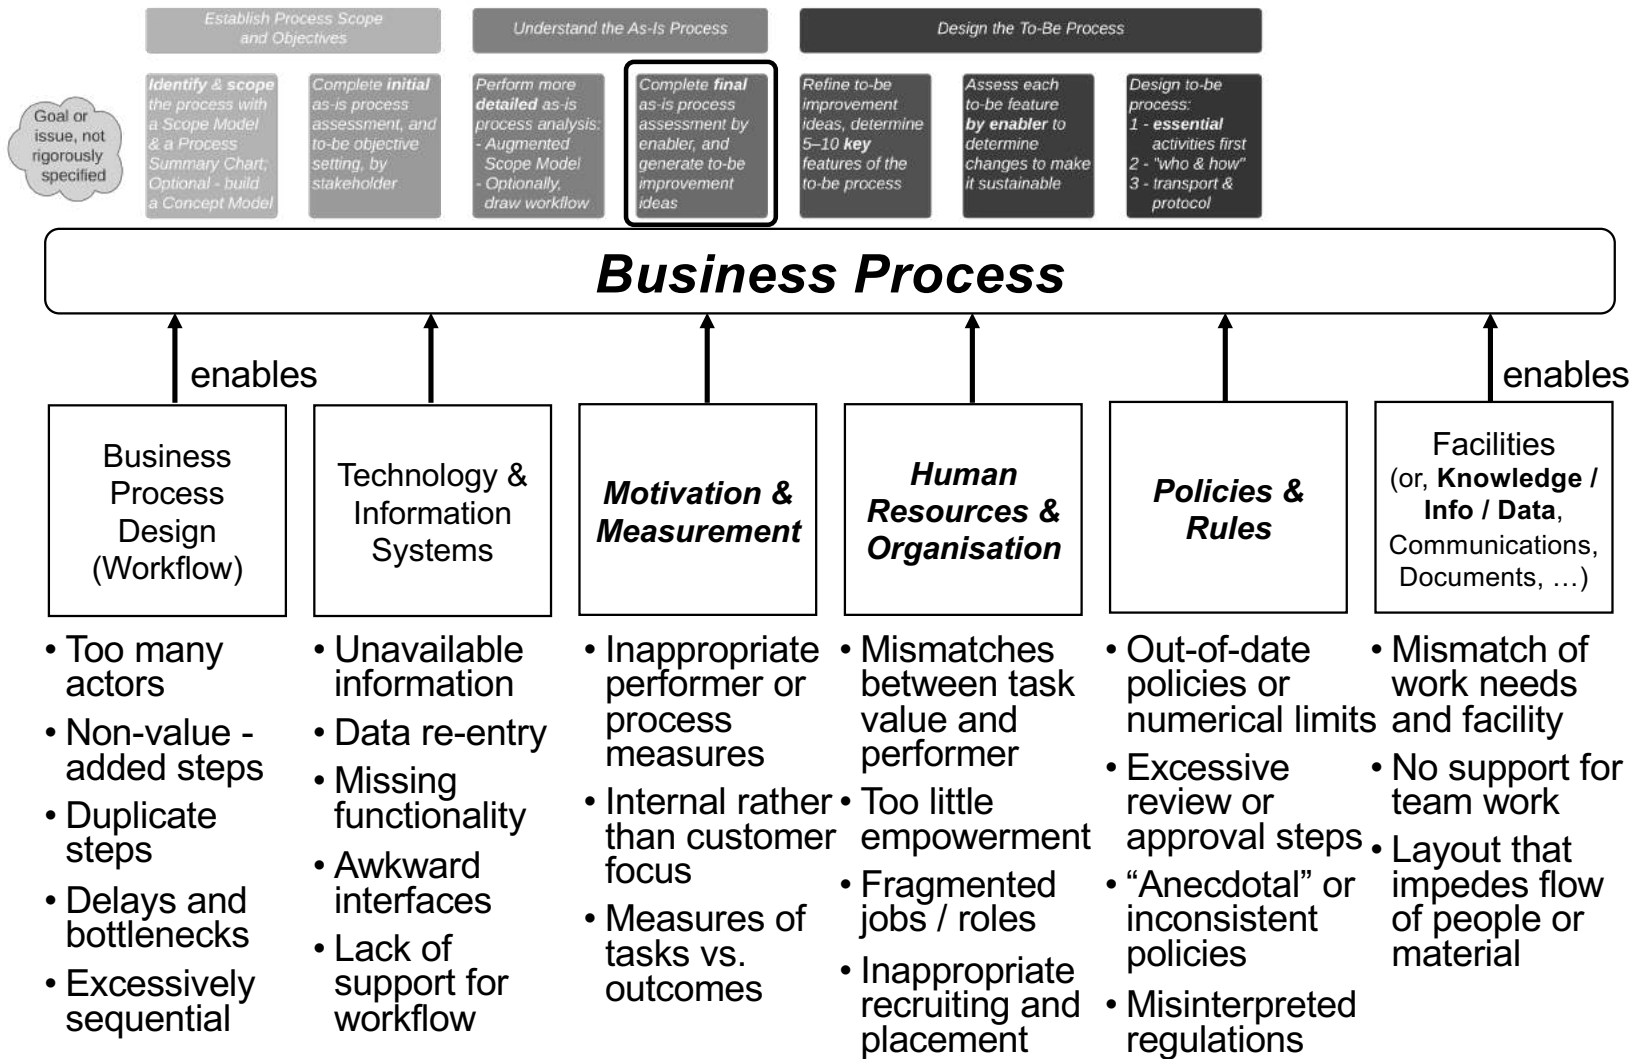 Establish Process Scope
and Objectives
Understand the As-Is Process
Design the To-Be Process
Goal or
issue, not
rigorously
specified
Identify & scope
the process with
a Scope Model
& a Process
Summary Chart;
Optional - build
a Concept Model
Complete initial
as-is process
assessment, and
to-be objective
setting, by
stakeholder
Perform more
detailed as-is
process analysis:
- Augmented
Scope Model
- Optionally,
draw workflow
Complete final
as-is process
assessment by
enabler, and
generate to-be
improvement
ideas
Refine to-be
improvement
ideas, determine
5–10 key
features of the
to-be process
Assess each
to-be feature
by enabler to
determine
changes to make
it sustainable
Design to-be
process:
1 - essential
activities first
2 - "who & how"
3 - transport &
protocol
Business Process
enables
enables
Business
Process
Design
(Workflow)
Technology &
Information
Systems
Motivation &
Measurement
Human
Resources &
Organisation
Policies &
Rules
Facilities
(or, Knowledge /
Info / Data,
Communications,
Documents, …)
• Too many
actors
• Non-value -
added steps
• Duplicate
steps
• Delays and
bottlenecks
• Excessively
sequential
• Unavailable
information
• Data re-entry
• Missing
functionality
• Awkward
interfaces
• Lack of
support for
workflow
• Inappropriate
performer or
process
measures
• Internal rather
than customer
focus
• Measures of
tasks vs.
outcomes
• Mismatches
between task
value and
performer
• Too little
empowerment
• Fragmented
jobs / roles
• Inappropriate
recruiting and
placement
• Out-of-date
policies or
numerical limits
• Excessive
review or
approval steps
• “Anecdotal” or
inconsistent
policies
• Misinterpreted
regulations
• Mismatch of
work needs
and facility
• No support for
team work
• Layout that
impedes flow
of people or
material